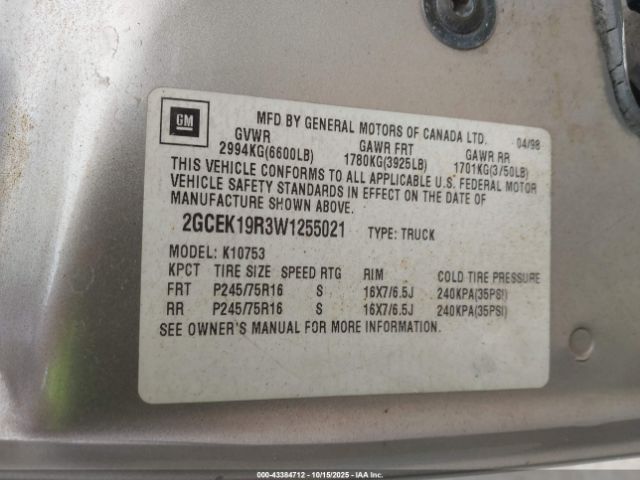 GM
MFD BY GENERAL MOTORS OF CANADA LTD. 04/98
GVWR GAWR FRT GAWR RR
2994KG(6600LB) 1780KG(3925LB) 1701KG(3750LB)
THIS VEHICLE CONFORMS TO ALL APPLICABLE U.S. FEDERAL MOTOR
VEHICLE SAFETY STANDARDS IN EFFECT ON THE DATE OF
MANUFACTURE SHOWN ABOVE.
2GCEK19R3W1255021 TYPE: TRUCK
MODEL: K10753
KPCT TIRE SIZE SPEED RTG RIM COLD TIRE PRESSURE
FRT P245/75R16 S 16X7/6.5J 240KPA(35PSI)
RR P245/75R16 S 16X7/6.5J 240KPA(35PSI)
SEE OWNER'S MANUAL FOR MORE INFORMATION.
000-43384712 - 10/15/2025 - IAA, Inc.